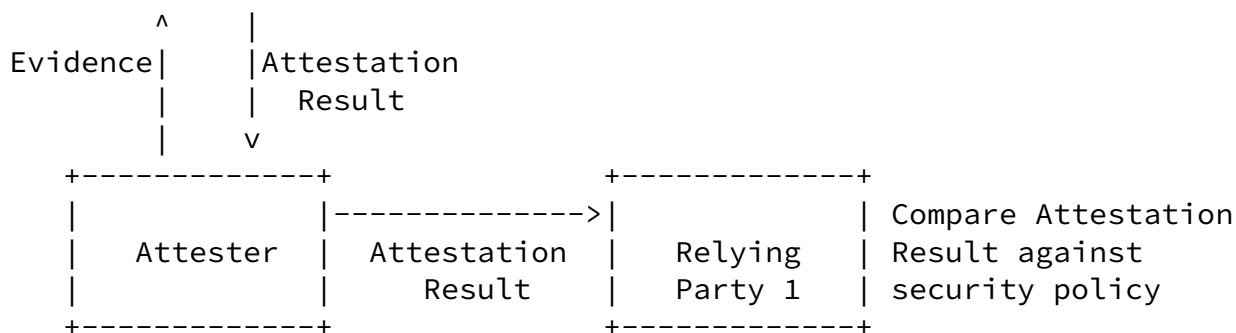 ^    |
    Evidence|    |Attestation
            |    |  Result
            |    v
       +-------------+               +-------------+
       |             |-------------->|             | Compare Attestation
       |   Attester  |  Attestation  |   Relying   | Result against
       |             |     Result    |   Party 1   | security policy
       +-------------+               +-------------+